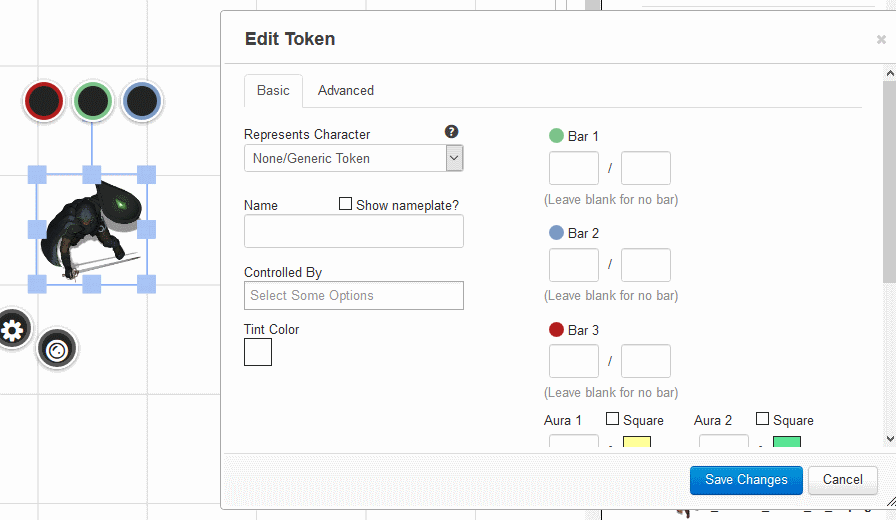 Edit Token
×
Basic
Advanced
Represents Character
?
None/Generic Token
Name
Show nameplate?
Controlled By
Select Some Options
Tint Color
Bar 1
/
(Leave blank for no bar)
Bar 2
/
(Leave blank for no bar)
Bar 3
/
(Leave blank for no bar)
Aura 1
Square
Aura 2
Square
Save Changes
Cancel